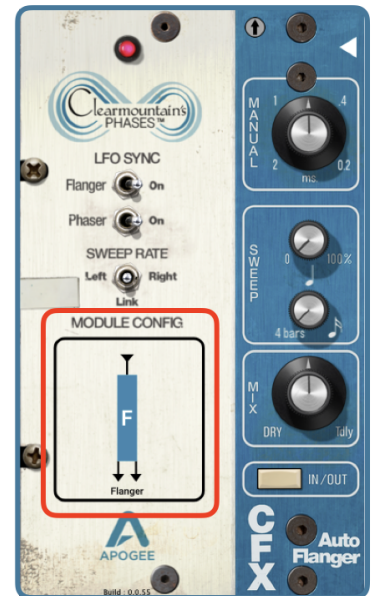 Clearmountain's
PHASES™
LFO SYNC
Flanger On
Phaser On
SWEEP RATE
Left Right
Link
MODULE CONFIG
F
Flanger
APOGEE
Build : 0.0.55
MANUAL
1 .4
2 0.2
ms.
SWEEP
0 100%
4 bars
MIX
DRY Tdly
IN/OUT
CFX
Auto
Flanger